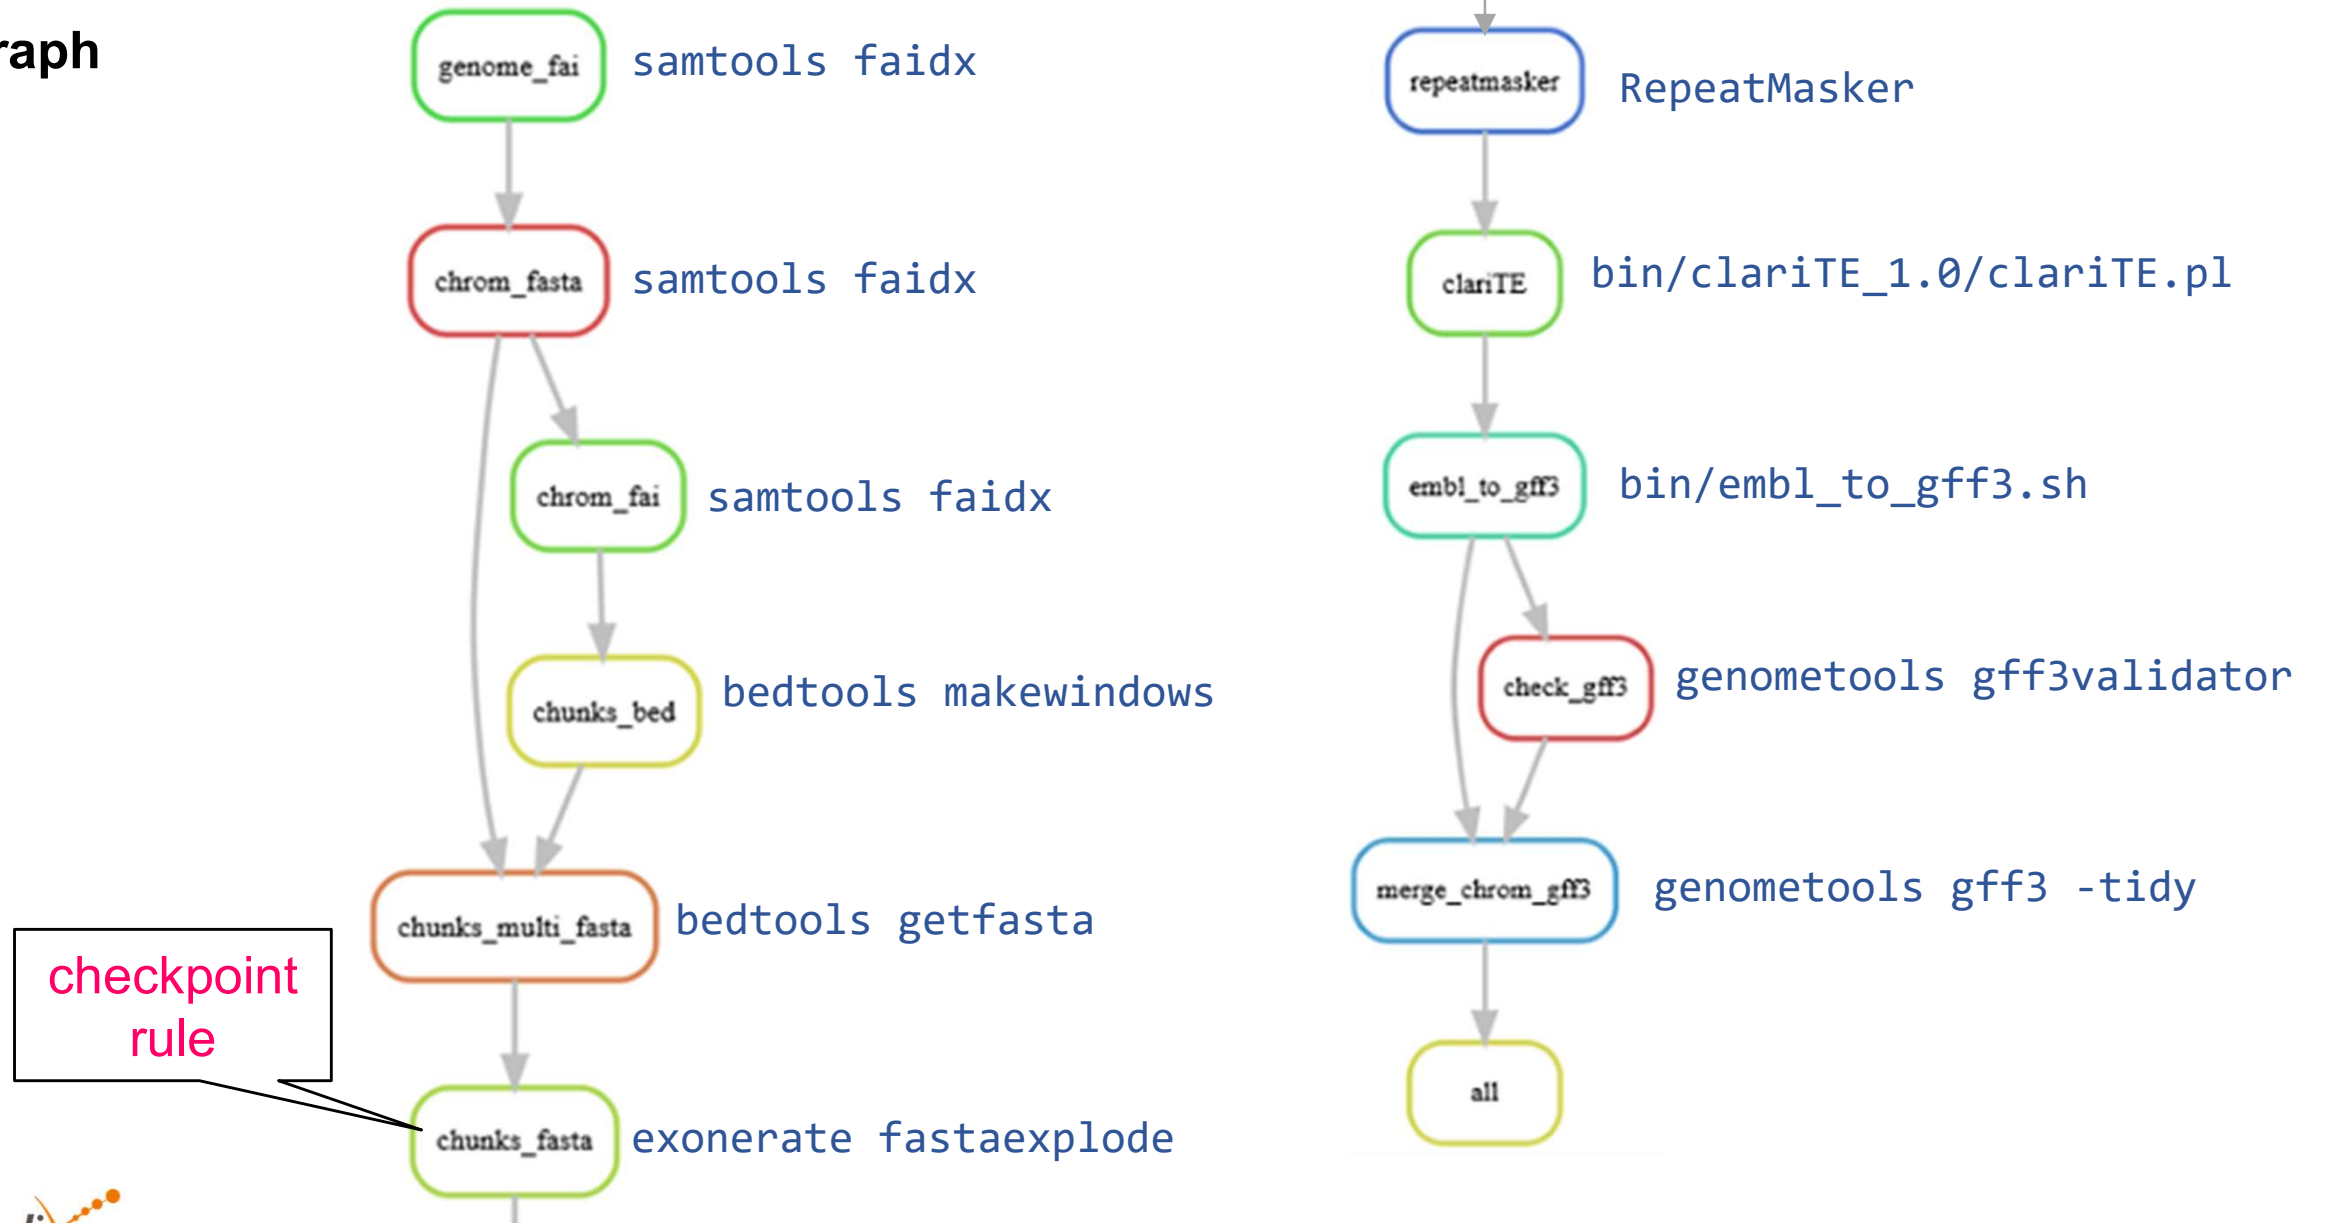 raph
genome_fai
samtools faidx
chrom_fasta
samtools faidx
chrom_fai
samtools faidx
chunks_bed
bedtools makewindows
chunks_multi_fasta
bedtools getfasta
checkpoint
rule
chunks_fasta
exonerate fastaexplode
repeatmasker
RepeatMasker
clariTE
bin/clariTE_1.0/clariTE.pl
embl_to_gff3
bin/embl_to_gff3.sh
check_gff3
genometools gff3validator
merge_chrom_gff3
genometools gff3 -tidy
all